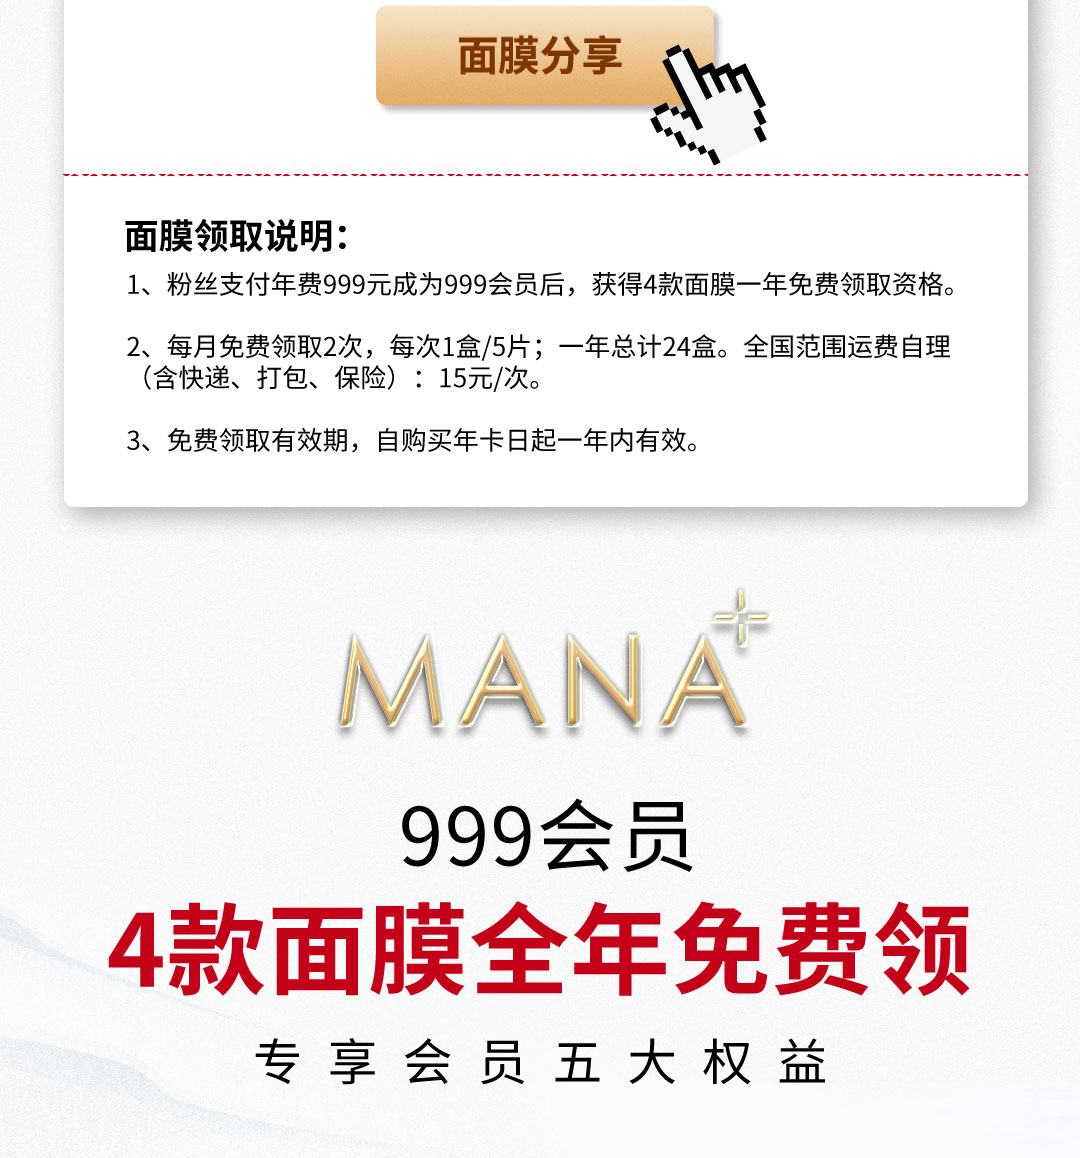 面膜分享
面膜领取说明：
1、粉丝支付年费999元成为999会员后，获得4款面膜一年免费领取资格。
2、每月免费领取2次，每次1盒/5片；一年总计24盒。全国范围运费自理
（含快递、打包、保险）：15元/次。
3、免费领取有效期，自购买年卡日起一年内有效。
MANA+
999会员
4款面膜全年免费领
专享会员五大权益